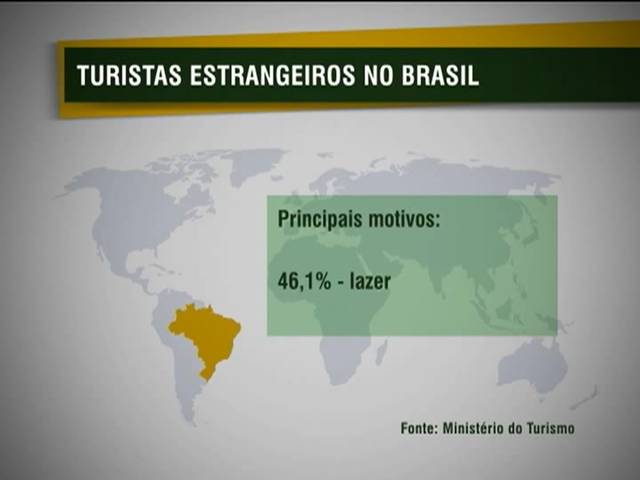 TURISTAS ESTRANGEIROS NO BRASIL
Principais motivos:
46,1% - lazer
Fonte: Ministério do Turismo